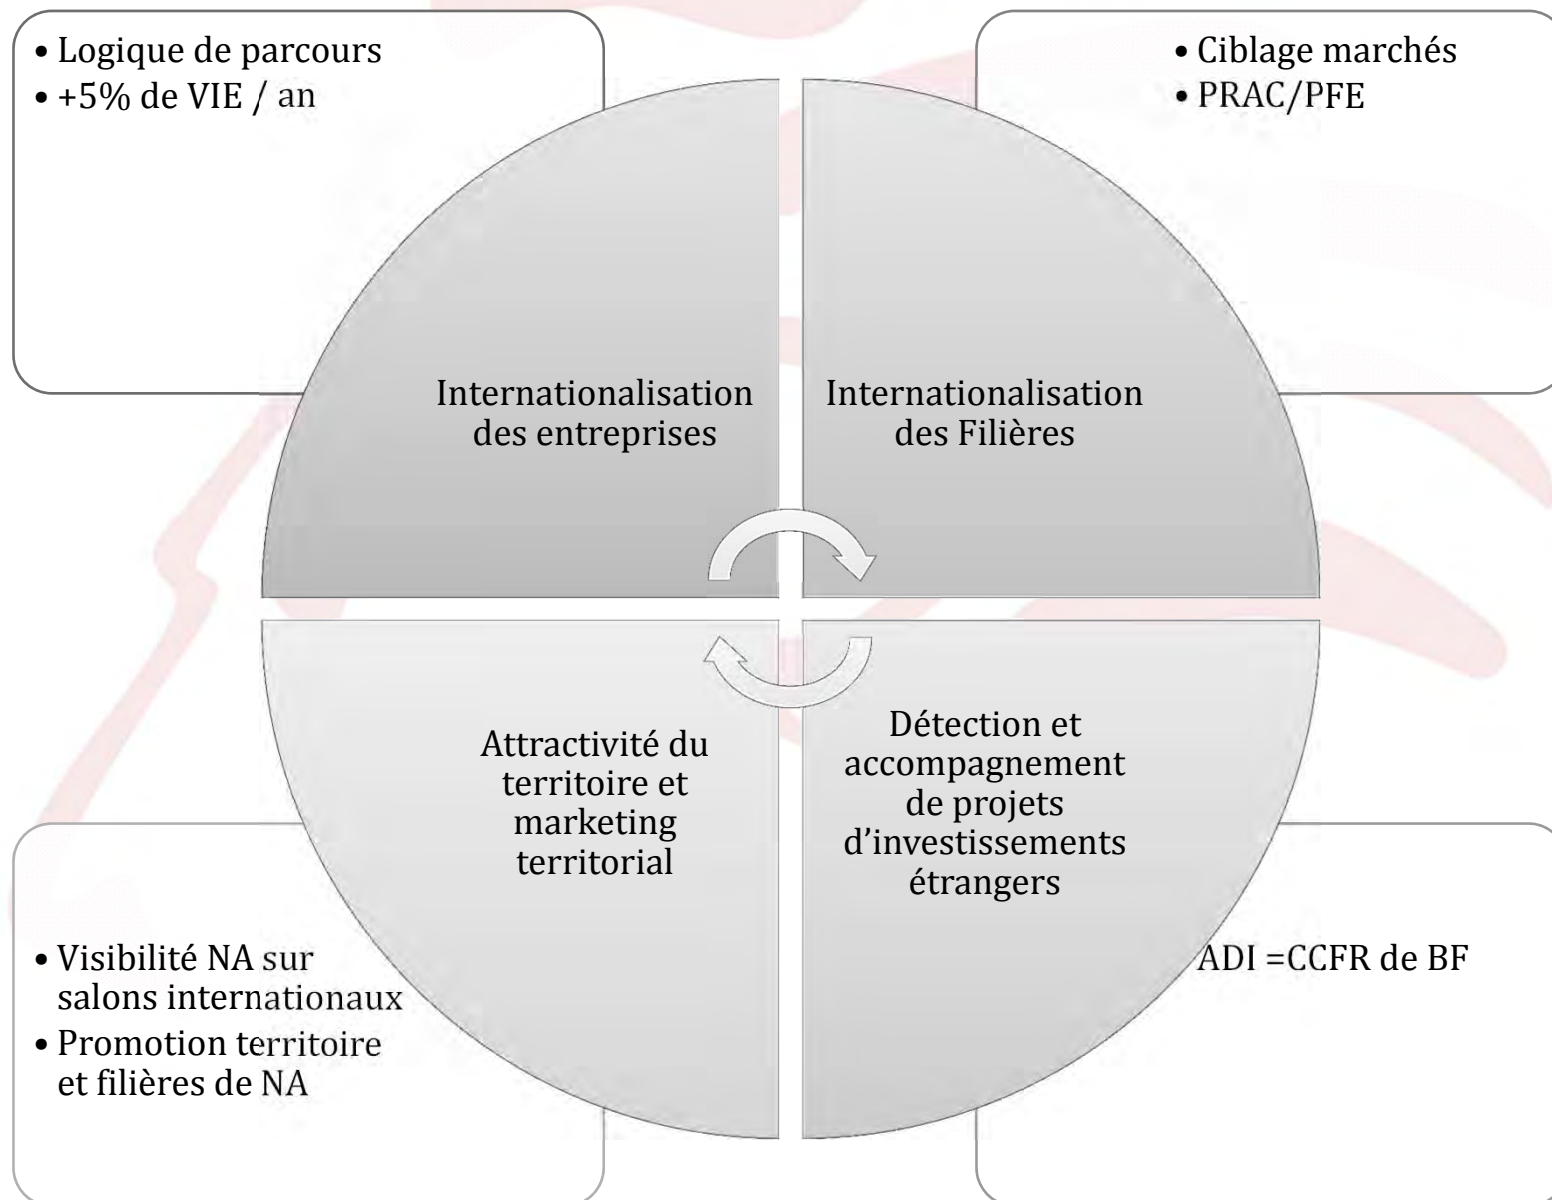 • Logique de parcours
• +5% de VIE / an
• Ciblage marchés
• PRAC/PFE
Internationalisation
des entreprises
Internationalisation
des Filières
Attractivité du
territoire et
marketing
territorial
Détection et
accompagnement
de projets
d’investissements
étrangers
• Visibilité NA sur
salons internationaux
• Promotion territoire
et filières de NA
ADI =CCFR de BF